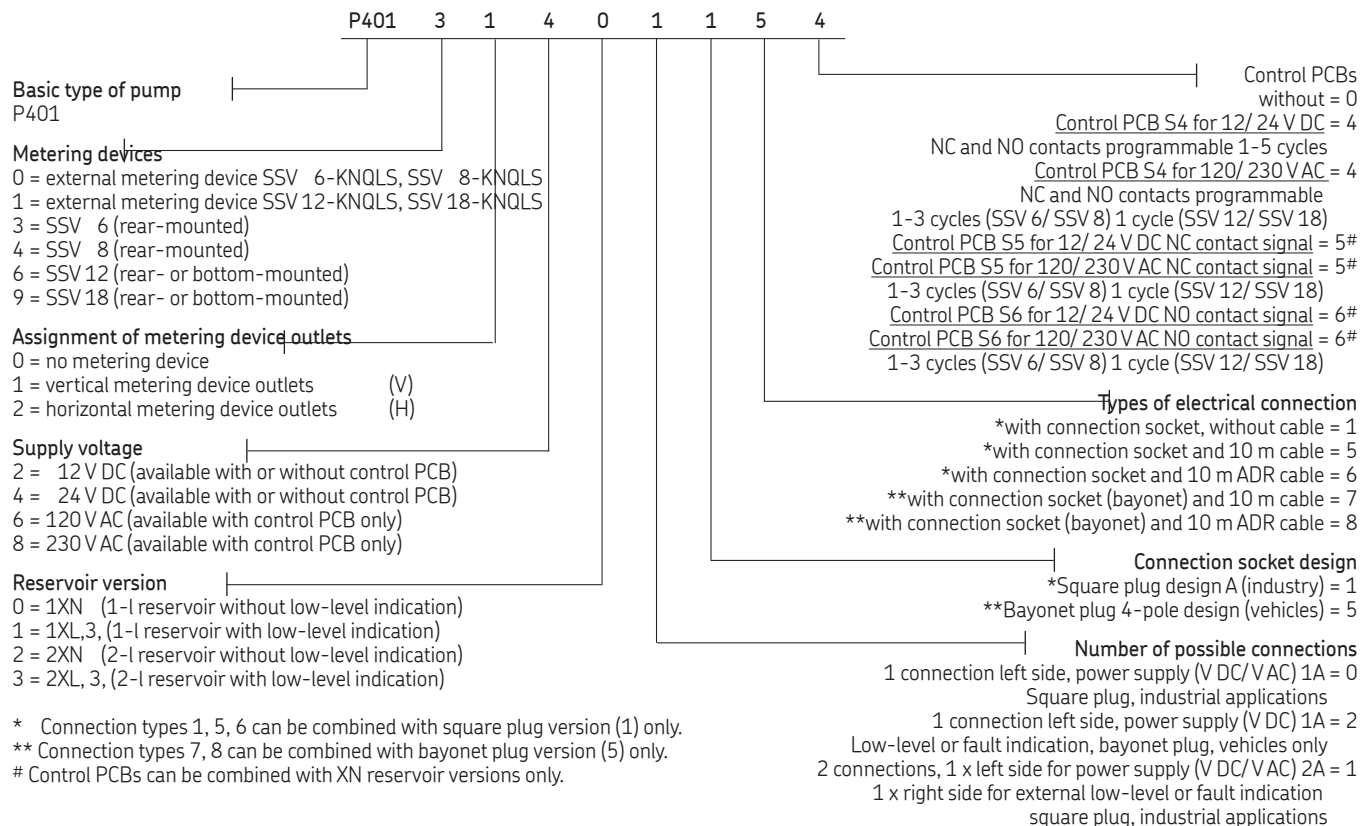 P401 3 1 4 0 1 1 5 4
Basic type of pump
P401
Metering devices
0 = external metering device SSV 6-KNQLS, SSV 8-KNQLS
1 = external metering device SSV 12-KNQLS, SSV 18-KNQLS
3 = SSV 6 (rear-mounted)
4 = SSV 8 (rear-mounted)
6 = SSV 12 (rear- or bottom-mounted)
9 = SSV 18 (rear- or bottom-mounted)
Assignment of metering device outlets
0 = no metering device
1 = vertical metering device outlets (V)
2 = horizontal metering device outlets (H)
Supply voltage
2 = 12 V DC (available with or without control PCB)
4 = 24 V DC (available with or without control PCB)
6 = 120 V AC (available with control PCB only)
8 = 230 V AC (available with control PCB only)
Reservoir version
0 = 1XN (1-l reservoir without low-level indication)
1 = 1XL,3, (1-l reservoir with low-level indication)
2 = 2XN (2-l reservoir without low-level indication)
3 = 2XL, 3, (2-l reservoir with low-level indication)
* Connection types 1, 5, 6 can be combined with square plug version (1) only.
** Connection types 7, 8 can be combined with bayonet plug version (5) only.
# Control PCBs can be combined with XN reservoir versions only.
Control PCBs
without = 0
Control PCB S4 for 12/ 24 V DC = 4
NC and NO contacts programmable 1-5 cycles
Control PCB S4 for 120/ 230 V AC = 4
NC and NO contacts programmable
1-3 cycles (SSV 6/ SSV 8) 1 cycle (SSV 12/ SSV 18)
Control PCB S5 for 12/ 24 V DC NC contact signal = 5#
Control PCB S5 for 120/ 230 V AC NC contact signal = 5#
1-3 cycles (SSV 6/ SSV 8) 1 cycle (SSV 12/ SSV 18)
Control PCB S6 for 12/ 24 V DC NO contact signal = 6#
Control PCB S6 for 120/ 230 V AC NO contact signal = 6#
1-3 cycles (SSV 6/ SSV 8) 1 cycle (SSV 12/ SSV 18)
Types of electrical connection
*with connection socket, without cable = 1
*with connection socket and 10 m cable = 5
*with connection socket and 10 m ADR cable = 6
**with connection socket (bayonet) and 10 m cable = 7
**with connection socket (bayonet) and 10 m ADR cable = 8
Connection socket design
*Square plug design A (industry) = 1
**Bayonet plug 4-pole design (vehicles) = 5
Number of possible connections
1 connection left side, power supply (V DC/ V AC) 1A = 0
Square plug, industrial applications
1 connection left side, power supply (V DC) 1A = 2
Low-level or fault indication, bayonet plug, vehicles only
2 connections, 1 x left side for power supply (V DC/ V AC) 2A = 1
1 x right side for external low-level or fault indication
square plug, industrial applications